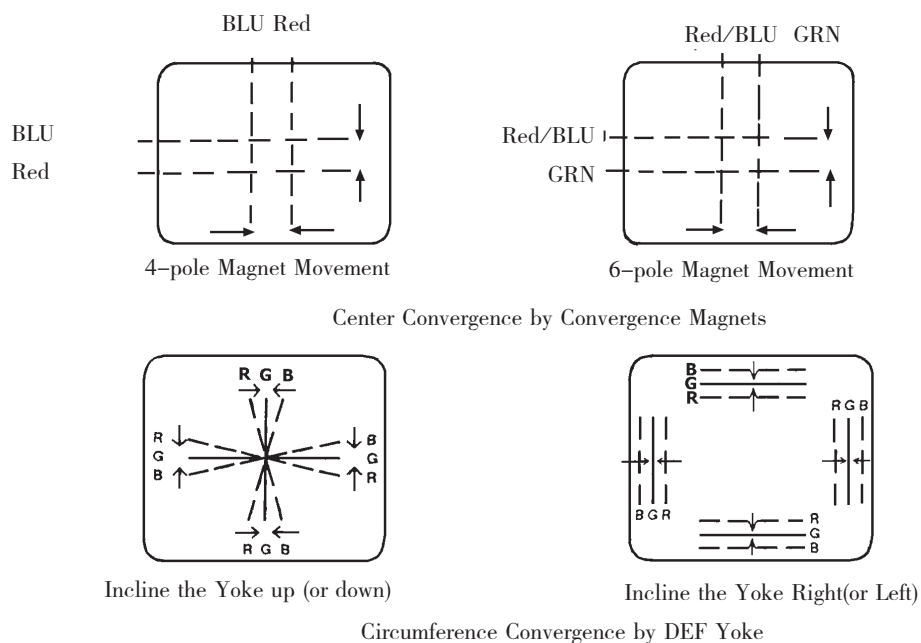 BLU Red
Red/BLU GRN
BLU
Red
Red/BLU
GRN
4-pole Magnet Movement
6-pole Magnet Movement
Center Convergence by Convergence Magnets
R G B
R
G
B
B
G
R
R G B
B
G
R
R G B
B G R
R
G
B
Incline the Yoke up (or down)
Incline the Yoke Right(or Left)
Circumference Convergence by DEF Yoke